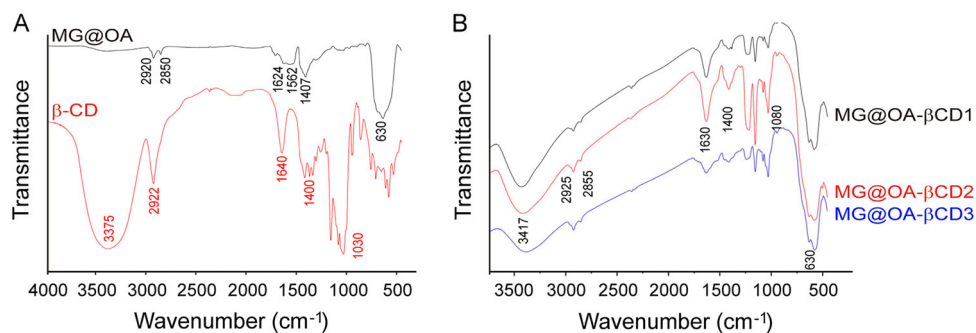 A
MG@OA
2920
2850
1624
1562
1407
630
β-CD
3375
2922
1640
1400
1030
Transmittance
4000 3500 3000 2500 2000 1500 1000 500
Wavenumber (cm-1)
B
MG@OA-βCD1
1630
1400
1080
MG@OA-βCD2
MG@OA-βCD3
3417
2925
2855
630
Transmittance
3500 3000 2500 2000 1500 1000 500
Wavenumber (cm-1)